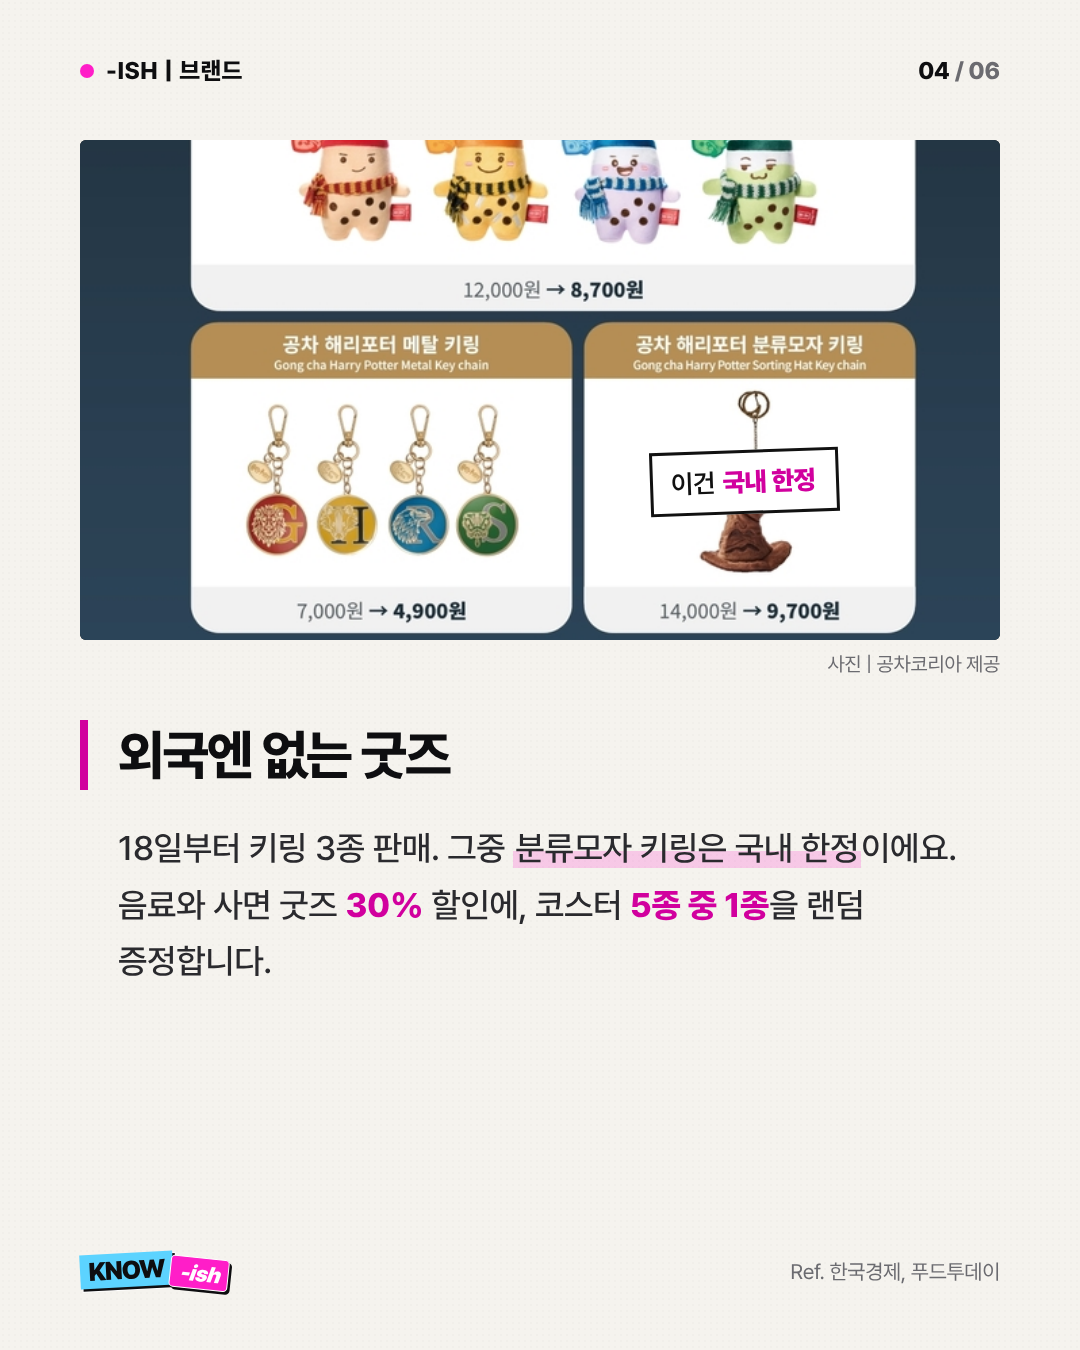 -ISH | 브랜드
04 / 06
12,000원 → 8,700원
공차 해리포터 메탈 키링
Gong cha Harry Potter Metal Key chain
공차 해리포터 분류모자 키링
Gong cha Harry Potter Sorting Hat Key chain
G H R S
이건 국내 한정
7,000원 → 4,900원
14,000원 → 9,700원
사진 | 공차코리아 제공
외국엔 없는 굿즈
18일부터 키링 3종 판매. 그중 분류모자 키링은 국내 한정이에요.
음료와 사면 굿즈 30% 할인에, 코스터 5종 중 1종을 랜덤
증정합니다.
KNOW -ish
Ref. 한국경제, 푸드투데이